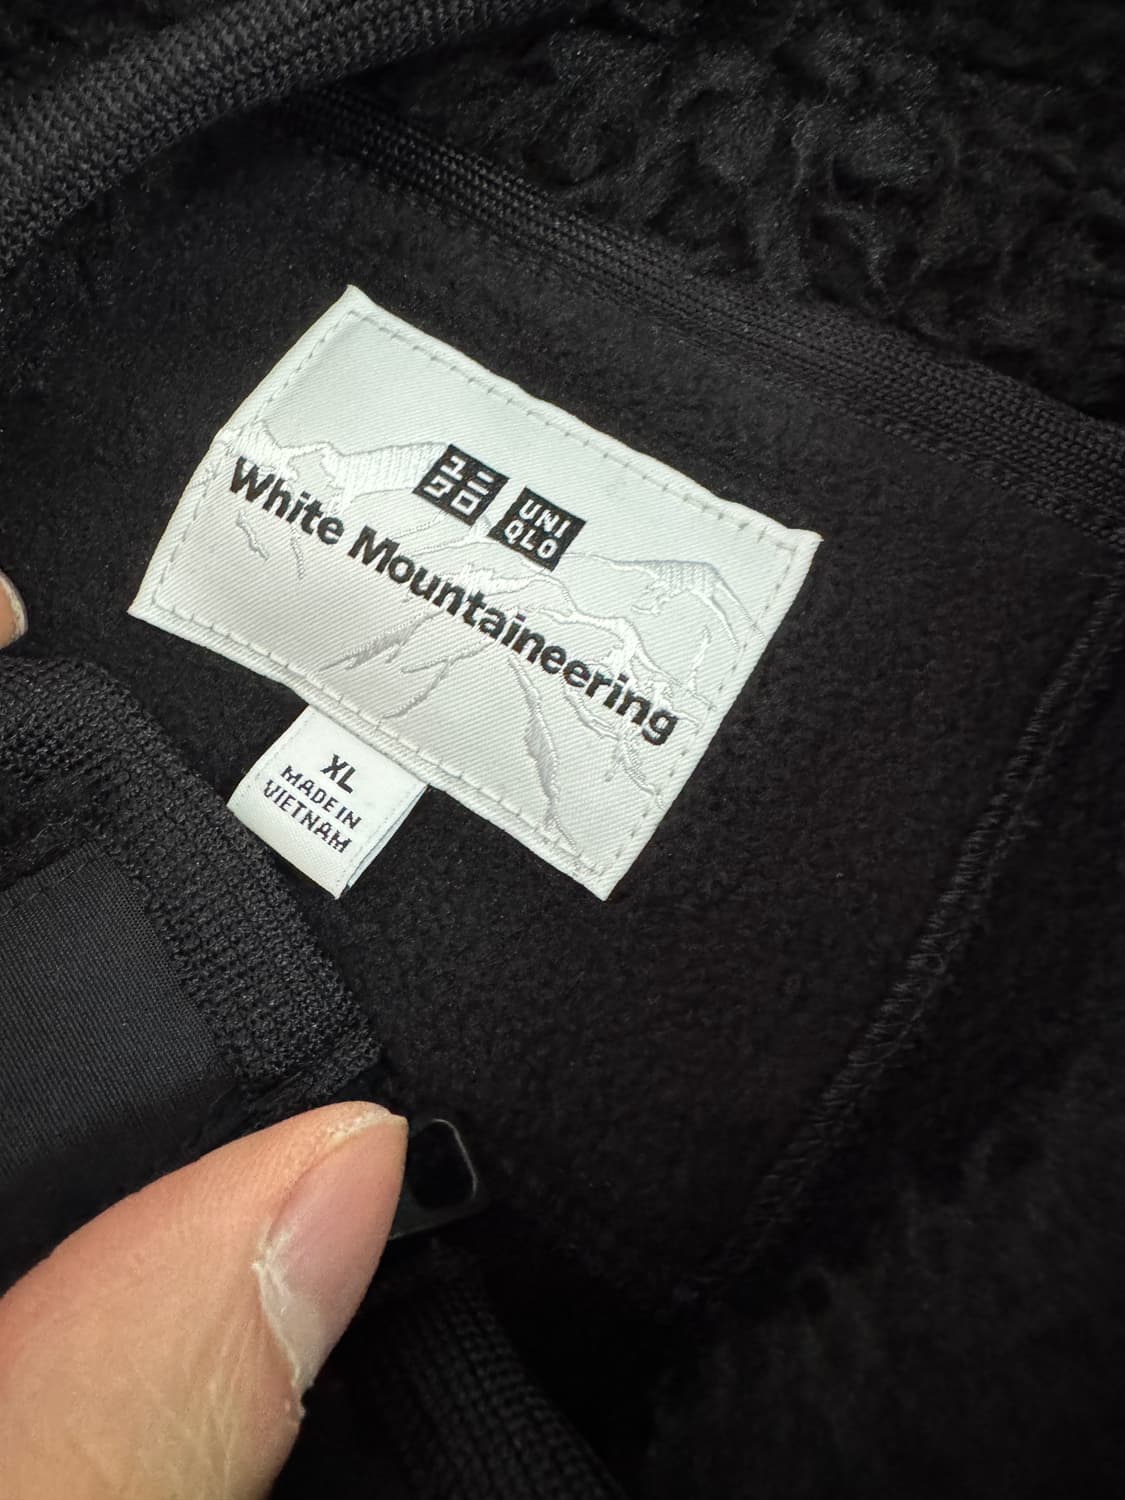 ユニ
クロ
UNI
QLO
White Mountaineering
XL
MADE IN
VIETNAM